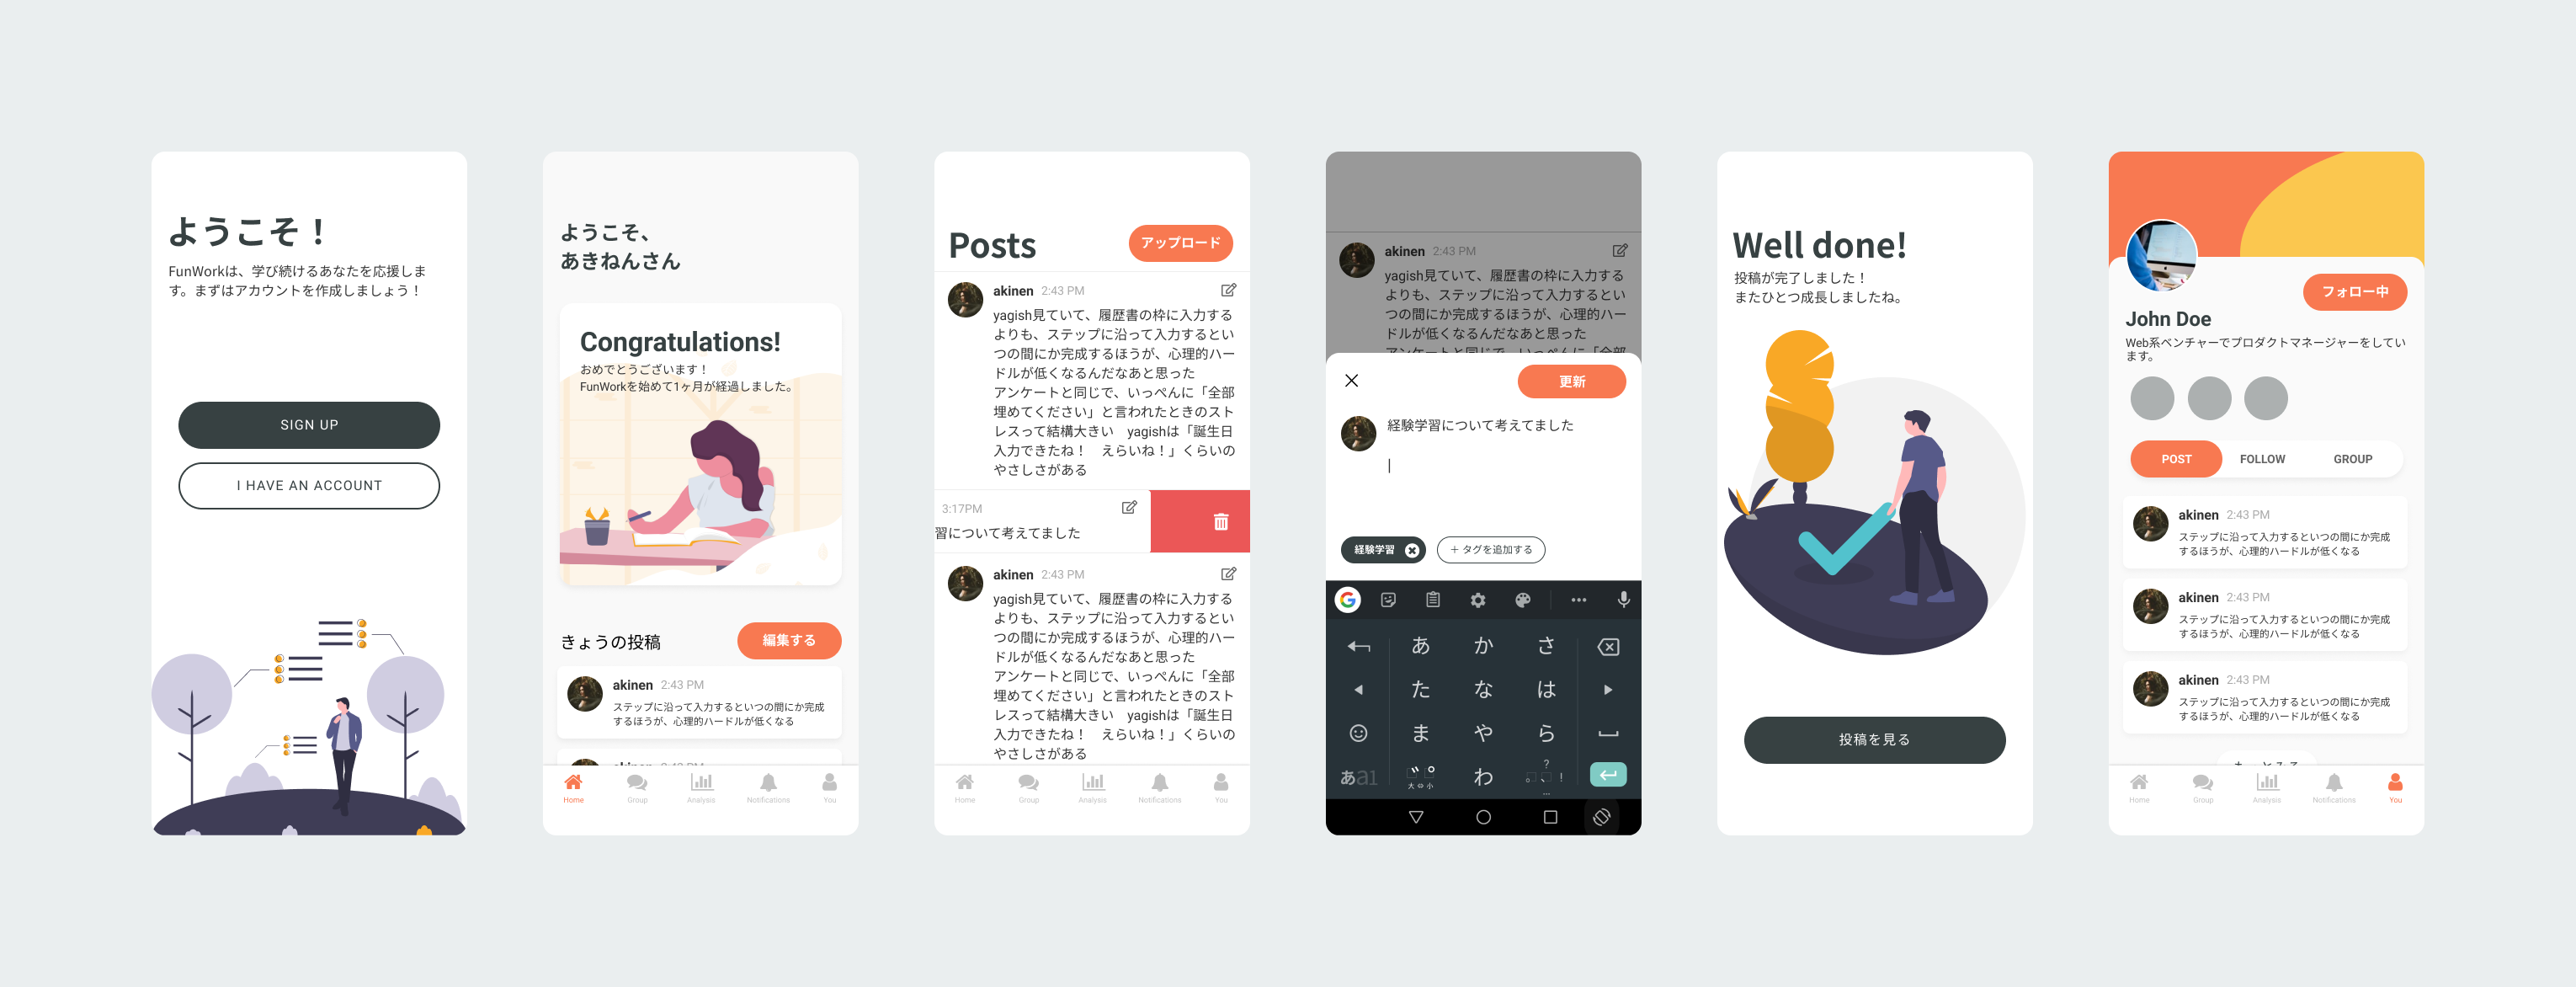 ようこそ！
FunWorkは、学び続けるあなたを応援しま
す。まずはアカウントを作成しましょう！
SIGN UP
I HAVE AN ACCOUNT
ようこそ、
あきねんさん
Congratulations!
おめでとうございます！
FunWorkを始めて1ヶ月が経過しました。
きょうの投稿
編集する
akinen 2:43 PM
ステップに沿って入力するといつの間にか完成
するほうが、心理的ハードルが低くなる
Home
Group
Analysis
Notifications
You
Posts
アップロード
akinen 2:43 PM
yagish見ていて、履歴書の枠に入力する
よりも、ステップに沿って入力するとい
つの間にか完成するほうが、心理的ハー
ドルが低くなるんだなあと思った
アンケートと同じで、いっぺんに「全部
埋めてください」と言われたときのスト
レスって結構大きい　yagishは「誕生日
入力できたね！　えらいね！」くらいの
やさしさがある
3:17PM
習について考えてました
akinen 2:43 PM
yagish見ていて、履歴書の枠に入力する
よりも、ステップに沿って入力するとい
つの間にか完成するほうが、心理的ハー
ドルが低くなるんだなあと思った
アンケートと同じで、いっぺんに「全部
埋めてください」と言われたときのスト
レスって結構大きい　yagishは「誕生日
入力できたね！　えらいね！」くらいの
やさしさがある
Home
Group
Analysis
Notifications
You
akinen 2:43 PM
yagish見ていて、履歴書の枠に入力する
よりも、ステップに沿って入力するとい
つの間にか完成するほうが、心理的ハー
ドルが低くなるんだなあと思った
アンケートと同じで、いっぺんに「全部
更新
経験学習について考えてました
経験学習
＋ タグを追加する
あ か さ
た な は
ま や ら
あa1 大⇔小 わ 。、?!…
Well done!
投稿が完了しました！
またひとつ成長しましたね。
投稿を見る
フォロー中
John Doe
Web系ベンチャーでプロダクトマネージャーをしてい
ます。
POST
FOLLOW
GROUP
akinen 2:43 PM
ステップに沿って入力するといつの間にか完成
するほうが、心理的ハードルが低くなる
akinen 2:43 PM
ステップに沿って入力するといつの間にか完成
するほうが、心理的ハードルが低くなる
akinen 2:43 PM
ステップに沿って入力するといつの間にか完成
するほうが、心理的ハードルが低くなる
Home
Group
Analysis
Notifications
You